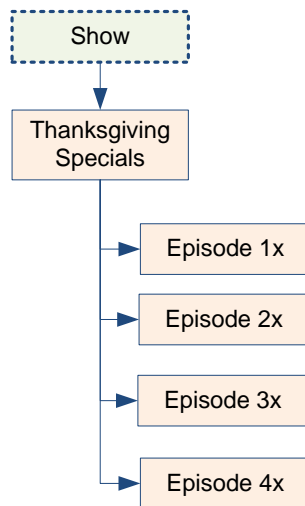 Show
Thanksgiving
Specials
Episode 1x
Episode 2x
Episode 3x
Episode 4x